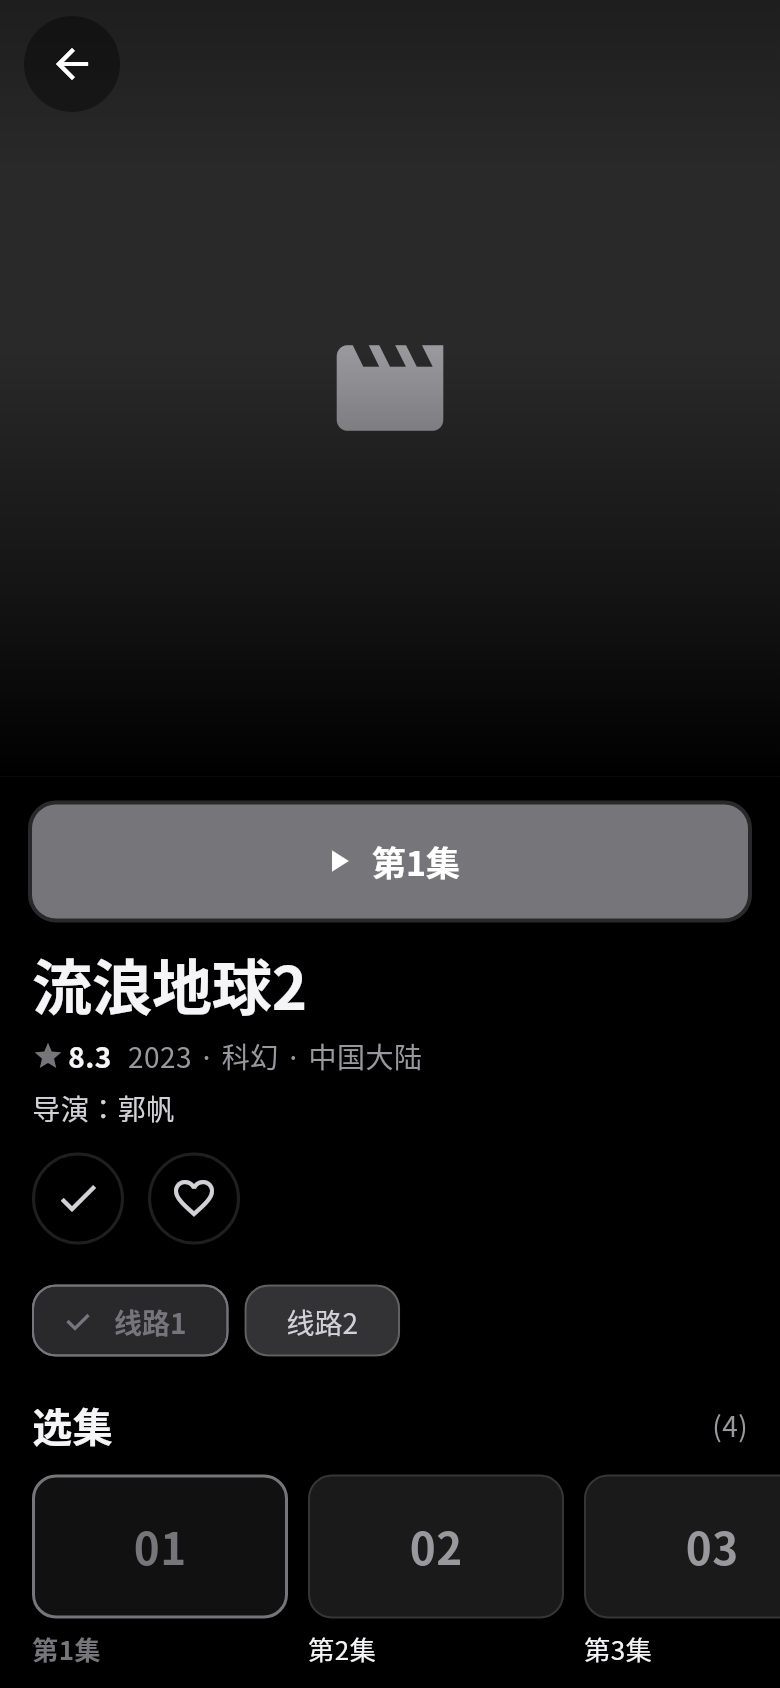 第1集
流浪地球2
8.3 2023 · 科幻 · 中国大陆
导演：郭帆
线路1 线路2
选集 (4)
01 02 03
第1集 第2集 第3集